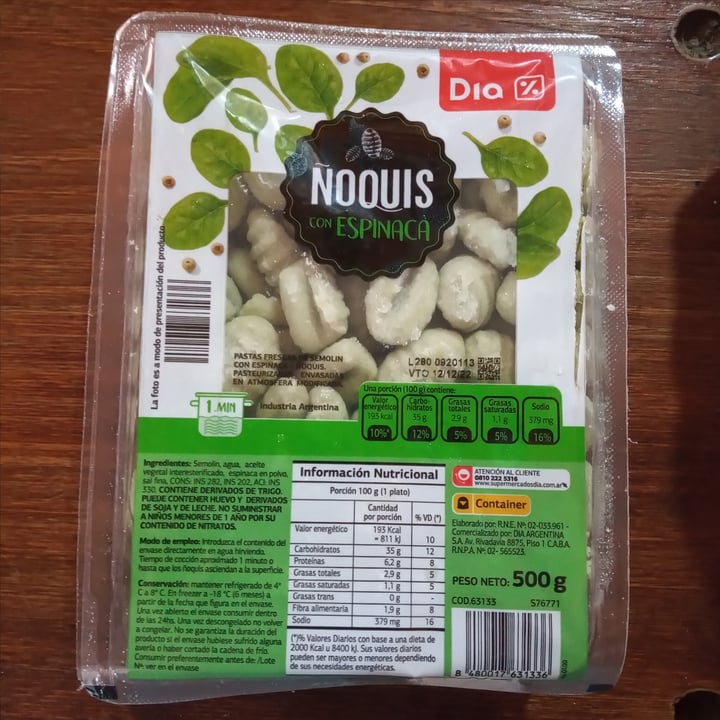 Día %
ÑOQUIS
CON ESPINACA
La foto es a modo de presentación del producto
PASTAS FRESCAS DE SEMOLIN
CON ESPINACA ÑOQUIS.
PASTEURIZADAS ENVASADAS
EN ATMOSFERA MODIFICADA.
L280 0920113
VTO 12/12/22
1 MIN
Industria Argentina
Una porción (100 g) contiene:
Valor energético 193 kcal 10%*
Carbohidratos 35 g 12%
Grasas totales 2,9 g 5%
Grasas saturadas 1,1 g 5%
Sodio 379 mg 16%
Ingredientes: Semolin, agua, aceite
vegetal interesterificado, espinaca en polvo,
sal fina, CONS: INS 282, INS 202, ACI: INS
330. CONTIENE DERIVADOS DE TRIGO.
PUEDE CONTENER HUEVO Y DERIVADOS
DE SOJA Y DE LECHE. NO SUMINISTRAR
A NIÑOS MENORES DE 1 AÑO POR SU
CONTENIDO DE NITRATOS.
Modo de empleo: Introduzca el contenido del
envase directamente en agua hirviendo.
Tiempo de cocción aproximado 1 minuto o
hasta que los ñoquis asciendan a la superficie.
Conservación: mantener refrigerado de 4°
C a 8° C. En freezer a -18 °C (6 meses) a partir
de la fecha que figura en el envase.
Una vez abierto el envase consumir dentro
de las 24hs. Una vez descongelado no volver
a congelar. No se garantiza la duración del
producto si el envase hubiese sufrido alguna
avería o haber cortado la cadena de frío.
Consumir preferentemente antes de: /Lote
Nº ver en el envase
Información Nutricional
Porción 100 g (1 plato)
Cantidad por porción % VD (*)
Valor energético 193 Kcal = 811 kJ 10
Carbohidratos 35 g 12
Proteínas 6,2 g 8
Grasas totales 2,9 g 5
Grasas saturadas 1,1 g 5
Grasas trans 0 g -
Fibra alimentaria 1,9 g 8
Sodio 379 mg 16
(*)% Valores Diarios con base a una dieta de
2000 Kcal u 8400 kJ. Sus valores diarios
pueden ser mayores o menores dependiendo
de sus necesidades energéticas.
ATENCIÓN AL CLIENTE
0810 222 5316
www.supermercadosdia.com.ar
Container
Elaborado por: R.N.E. Nº: 02-033.961 -
Comercializado por: DIA ARGENTINA
S.A. Av. Rivadavia 8875, Piso 1 C.A.B.A.
R.N.P.A. Nº: 02- 565523.
PESO NETO: 500 g
COD.63133 S76771
8 480017 631336